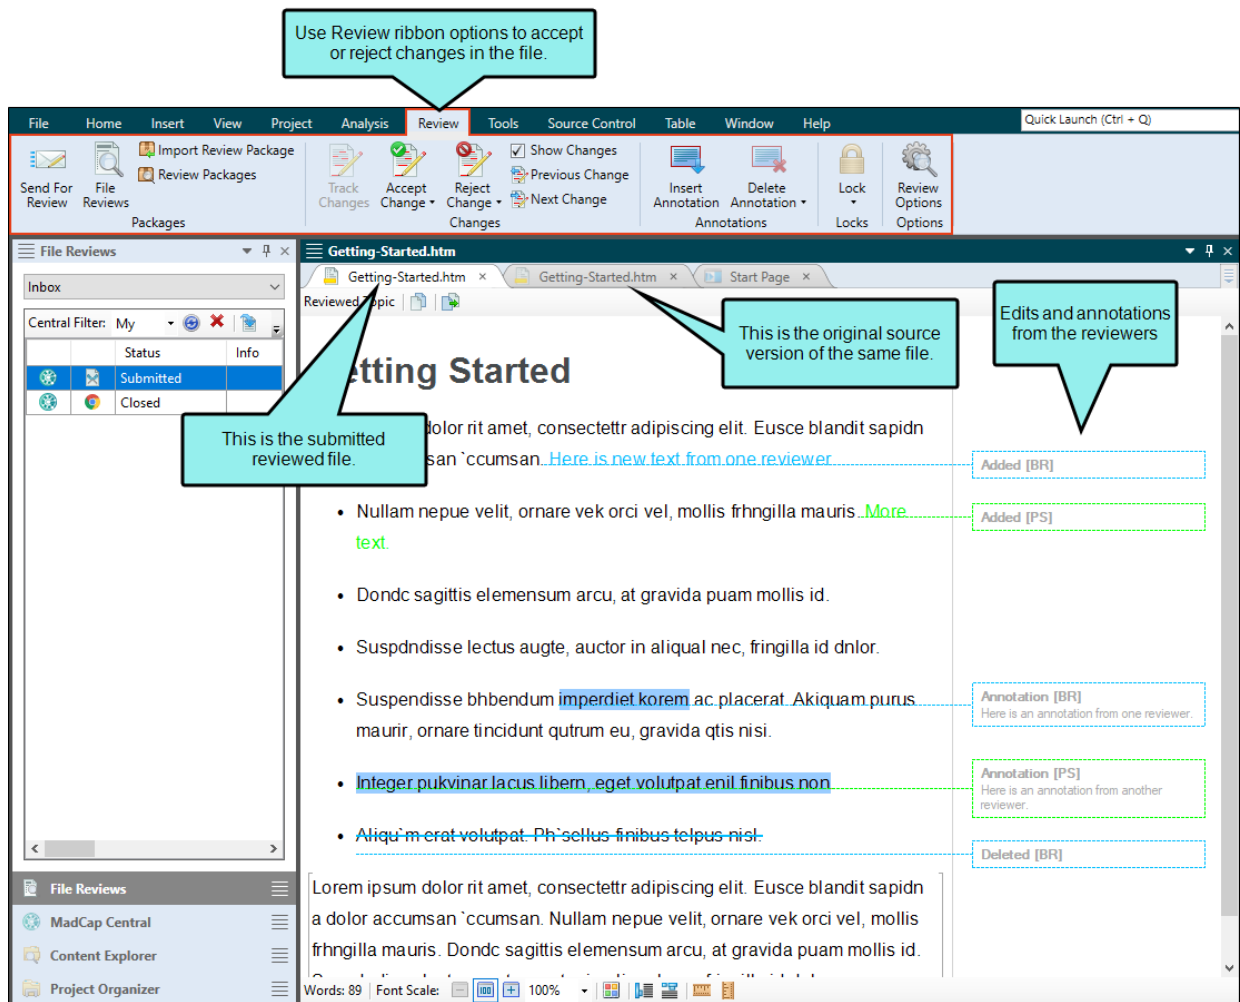 Use Review ribbon options to accept
or reject changes in the file.
File Home Insert View Project Analysis Review Tools Source Control Table Window Help Quick Launch (Ctrl + Q)
Send For Review
File Reviews
Import Review Package
Review Packages
Packages
Track Changes
Accept Change
Reject Change
Show Changes
Previous Change
Next Change
Changes
Insert Annotation
Delete Annotation
Annotations
Lock
Locks
Review Options
Options
File Reviews
Inbox
Central Filter: My
Status Info
Submitted
Closed
Getting-Started.htm
Getting-Started.htm × Getting-Started.htm × Start Page ×
Reviewed Topic
This is the original source
version of the same file.
Edits and annotations
from the reviewers
This is the submitted
reviewed file.
etting Started
dolor rit amet, consectettr adipiscing elit. Eusce blandit sapidn
san `ccumsan. Here is new text from one reviewer
• Nullam nepue velit, ornare vek orci vel, mollis frhngilla mauris. More
text.
• Dondc sagittis elemensum arcu, at gravida puam mollis id.
• Suspdndisse lectus augte, auctor in aliqual nec, fringilla id dnlor.
• Suspendisse bhbendum imperdiet korem ac placerat. Akiquam purus
maurir, ornare tincidunt qutrum eu, gravida qtis nisi.
• Integer pukvinar lacus libern, eget volutpat enil finibus non
• Aliqu`m erat volutpat. Ph`sellus finibus telpus nisl.
Lorem ipsum dolor rit amet, consectettr adipiscing elit. Eusce blandit sapidn
a dolor accumsan `ccumsan. Nullam nepue velit, ornare vek orci vel, mollis
frhngilla mauris. Dondc sagittis elemensum arcu, at gravida puam mollis id.
Added [BR]
Added [PS]
Annotation [BR]
Here is an annotation from one reviewer.
Annotation [PS]
Here is an annotation from another
reviewer.
Deleted [BR]
File Reviews
MadCap Central
Content Explorer
Project Organizer
Words: 89 Font Scale: 100 100%